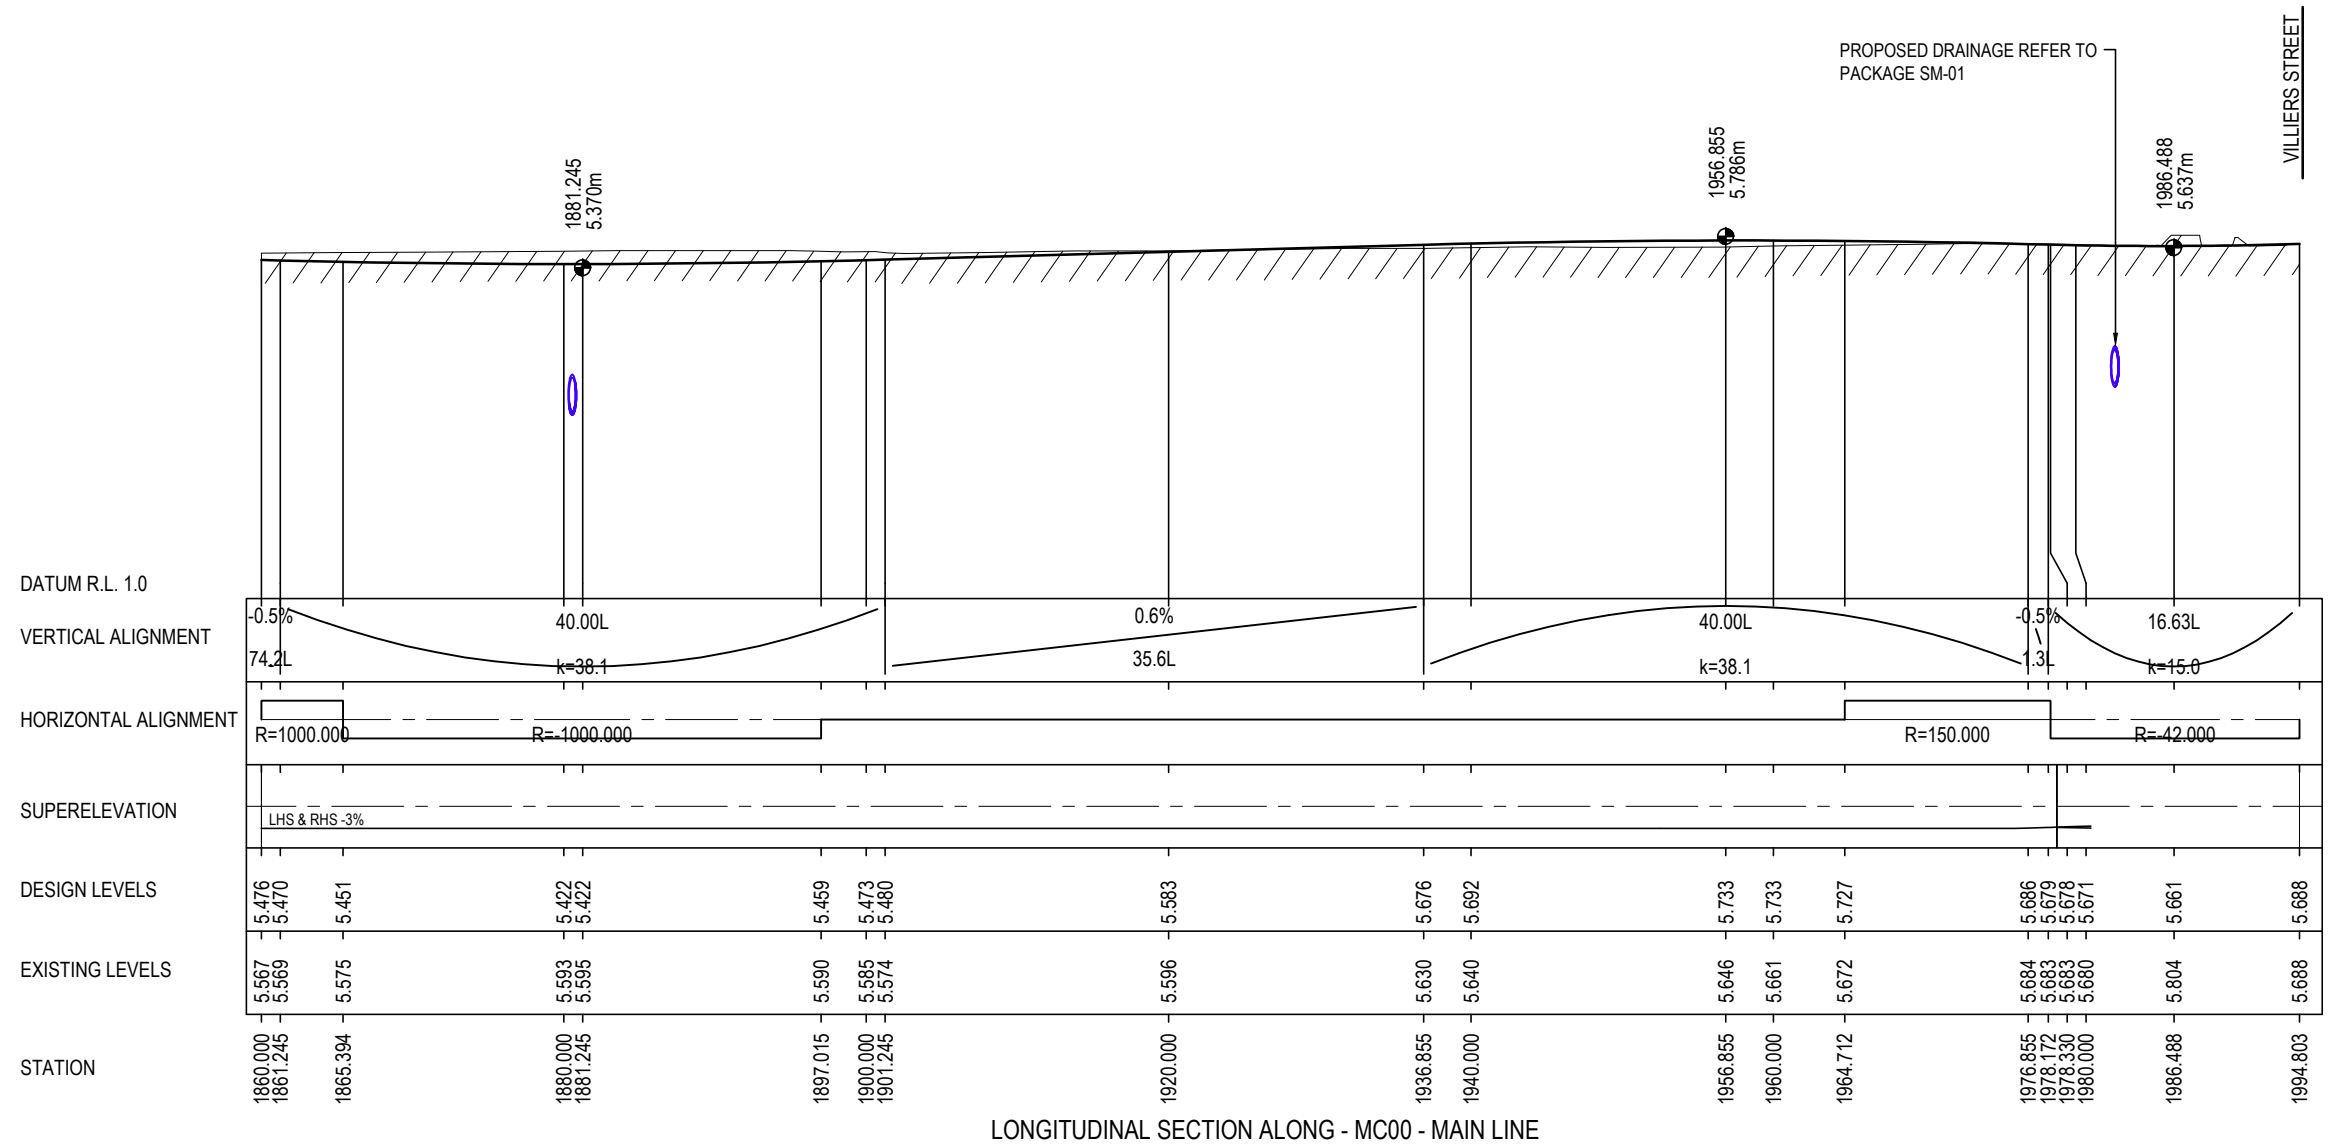 PROPOSED DRAINAGE REFER TO
PACKAGE SM-01
VILLIERS STREET
1881.245
5.370m
1956.855
5.786m
1986.488
5.637m
DATUM R.L. 1.0
VERTICAL ALIGNMENT
-0.5%
74.2L
40.00L
k=38.1
0.6%
35.6L
40.00L
k=38.1
-0.5%
1.3L
16.63L
k=15.0
HORIZONTAL ALIGNMENT
R=1000.000
R=-1000.000
R=150.000
R=-42.000
SUPERELEVATION
LHS & RHS -3%
DESIGN LEVELS
5.476
5.470
5.451
5.422
5.422
5.459
5.473
5.480
5.583
5.676
5.692
5.733
5.733
5.727
5.686
5.679
5.678
5.671
5.661
5.688
EXISTING LEVELS
5.567
5.569
5.575
5.593
5.595
5.590
5.585
5.574
5.596
5.630
5.640
5.646
5.661
5.672
5.684
5.683
5.683
5.680
5.804
5.688
STATION
1860.000
1861.245
1865.394
1880.000
1881.245
1897.015
1900.000
1901.245
1920.000
1936.855
1940.000
1956.855
1960.000
1964.712
1976.855
1978.172
1978.330
1980.000
1986.488
1994.803
LONGITUDINAL SECTION ALONG - MC00 - MAIN LINE